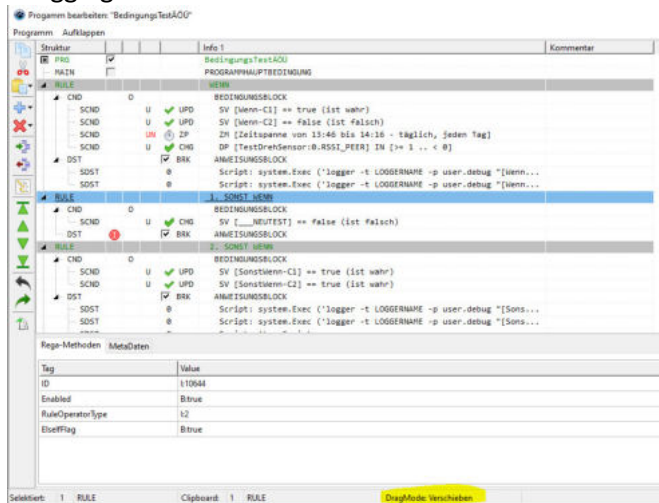 Progamm bearbeiten: "BedingungsTestÄÖÜ"
Programm Aufklappen
Struktur Info 1 Kommentar
PRG BedingungsTestÄÖÜ
MAIN PROGRAMMHAUPTBEDINGUNG
RULE WENN
CND O BEDINGUNGSBLOCK
SCND U UPD SV [Wenn-C1] == true (ist wahr)
SCND U UPD SV [Wenn-C2] == false (ist falsch)
SCND UN ZP ZM [Zeitspanne von 13:46 bis 14:16 - täglich, jeden Tag]
SCND U CHG DP [TestDrehSensor:0.RSSI_PEER] IN [>= 1 .. < 0]
DST BRK ANWEISUNGSBLOCK
SDST 0 Script: system.Exec ('logger -t LOGGERNAME -p user.debug "[Wenn...
SDST 0 Script: system.Exec ('logger -t LOGGERNAME -p user.debug "[Wenn...
RULE 1. SONST WENN
CND O BEDINGUNGSBLOCK
SCND U CHG SV [___NEUTEST] == false (ist falsch)
DST BRK ANWEISUNGSBLOCK
RULE 2. SONST WENN
CND O BEDINGUNGSBLOCK
SCND U UPD SV [SonstWenn-C1] == true (ist wahr)
SCND U UPD SV [SonstWenn-C2] == true (ist wahr)
DST BRK ANWEISUNGSBLOCK
SDST 0 Script: system.Exec ('logger -t LOGGERNAME -p user.debug "[Sons...
SDST 0 Script: system.Exec ('logger -t LOGGERNAME -p user.debug "[Sons...
Rega-Methoden MetaDaten
Tag Value
ID I:10644
Enabled B:true
RuleOperatorType I:2
ElseIfFlag B:true
Selektiert: 1 RULE Clipboard: 1 RULE DragMode: Verschieben